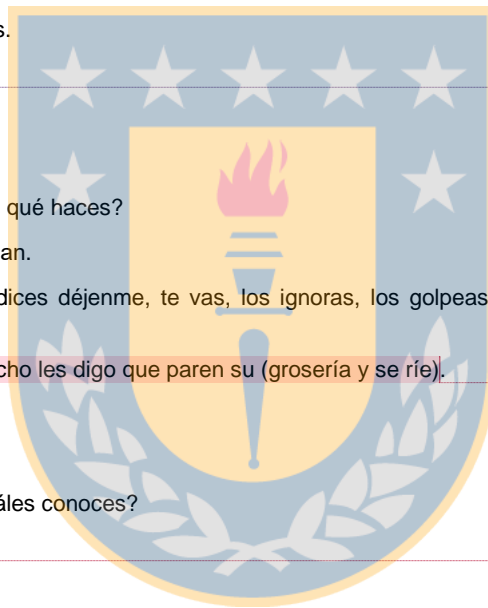 s.
qué haces?
an.
dices déjenme, te vas, los ignoras, los golpeas
cho les digo que paren su (grosería y se ríe).
áles conoces?